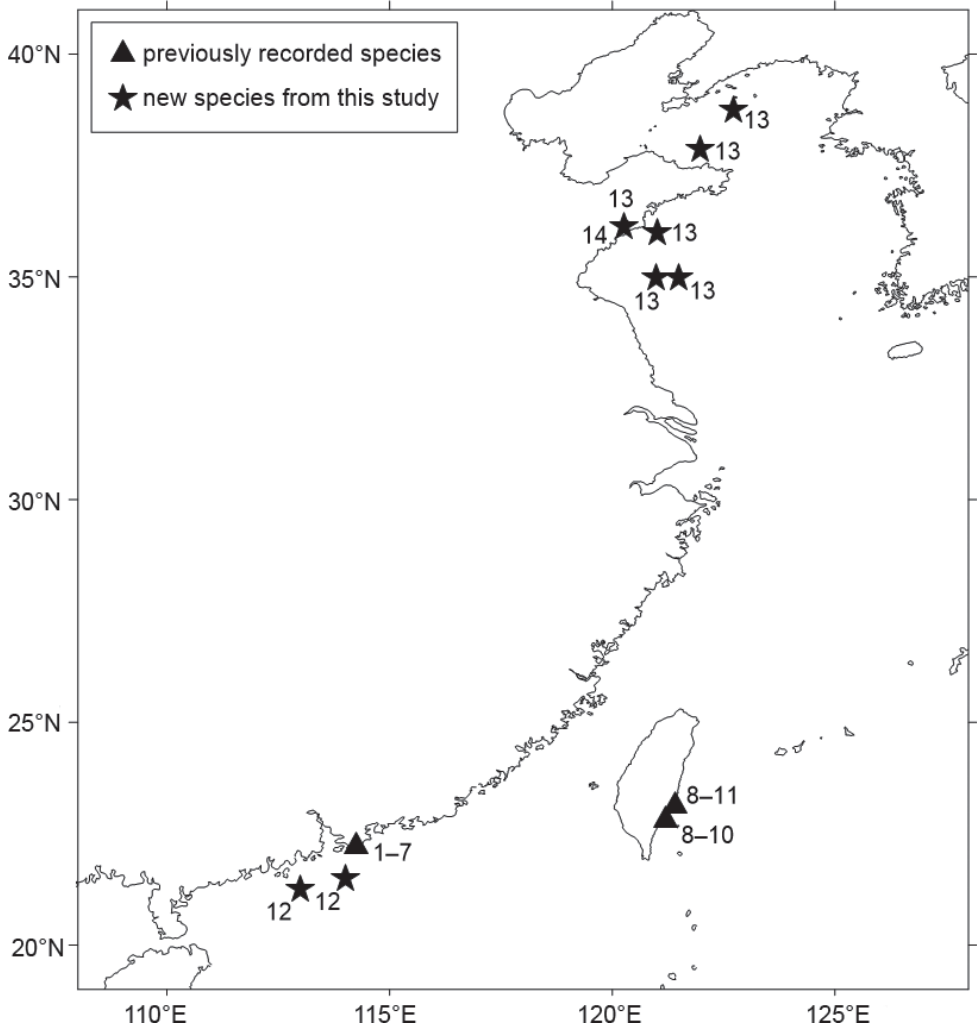 40°N
previously recorded species
new species from this study
13
13
13
14
13
35°N
13
13
30°N
25°N
8–11
8–10
1–7
12
12
20°N
110°E
115°E
120°E
125°E